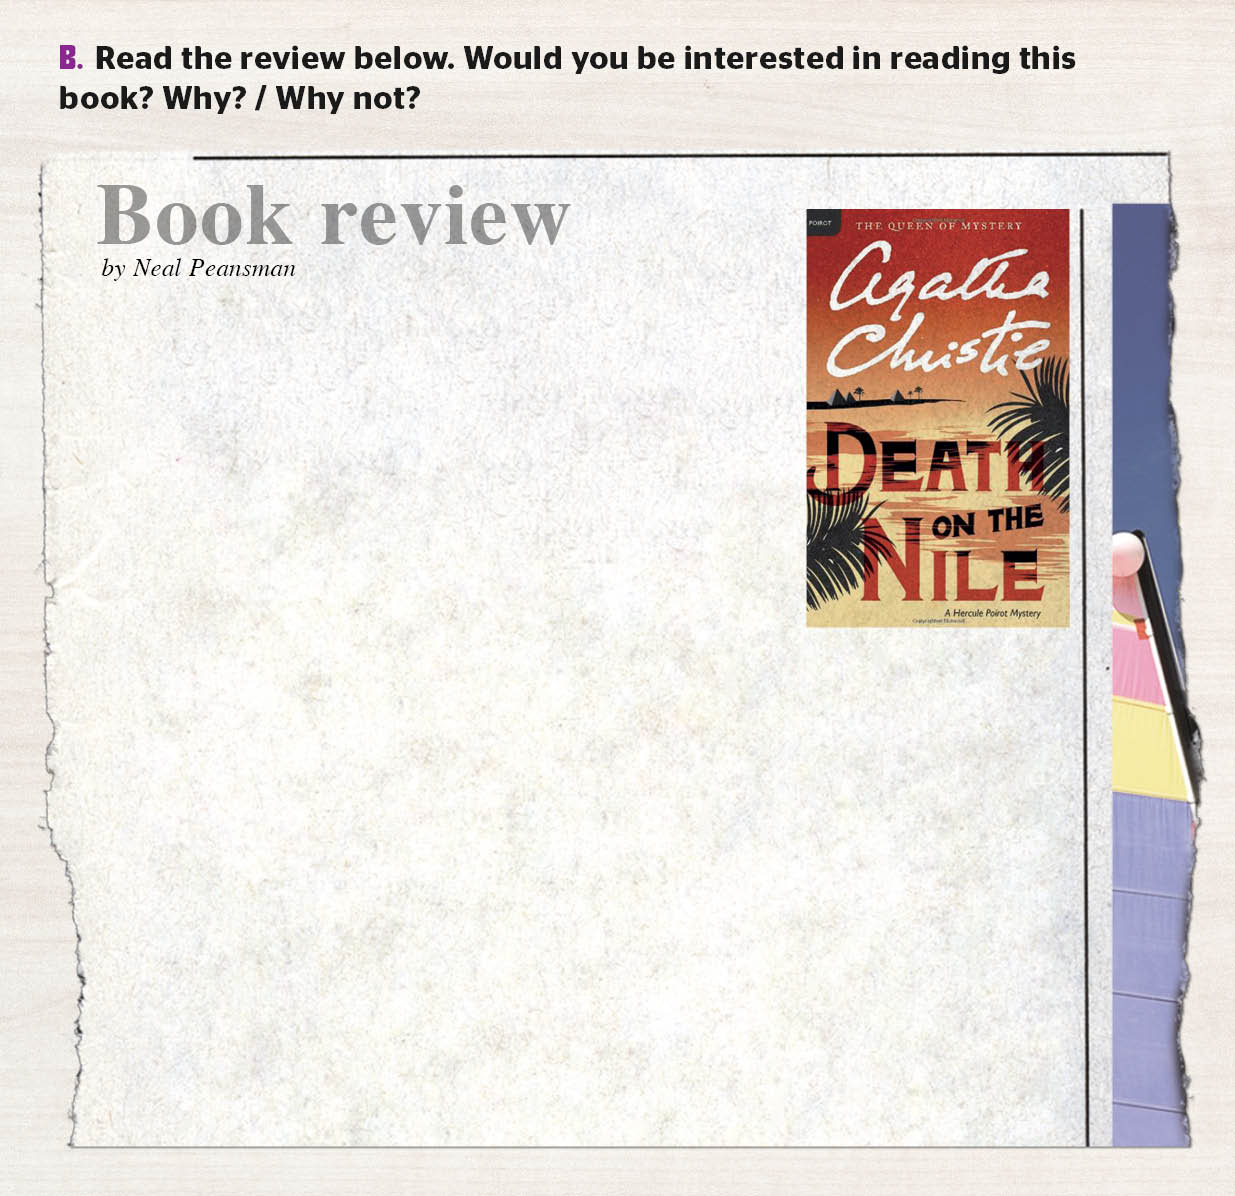 B. Read the review below. Would you be interested in reading this
book? Why? / Why not?
Book review
by Neal Peansman
POIROT
THE QUEEN OF MYSTERY
Agatha
Christie
DEATH
ON THE
NILE
A Hercule Poirot Mystery